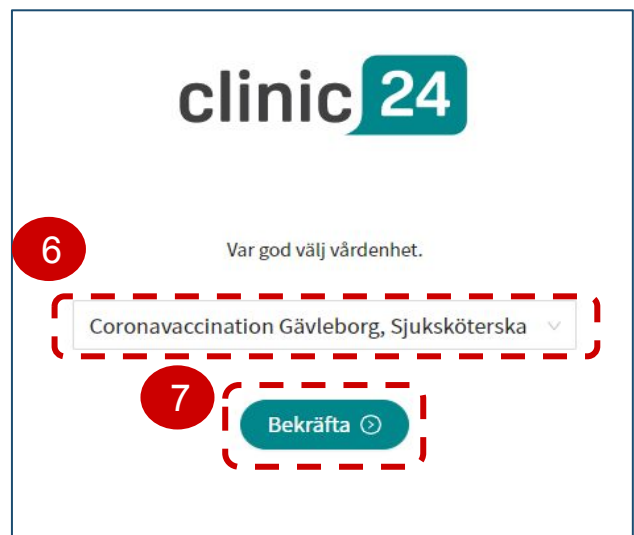 clinic 24
6
Var god välj vårdenhet.
Coronavaccination Gävleborg, Sjuksköterska
7
Bekräfta